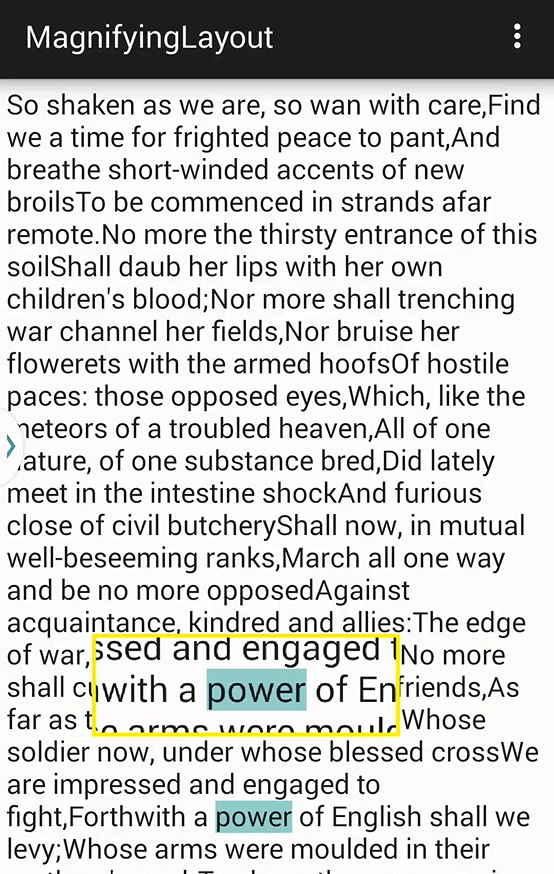 MagnifyingLayout
So shaken as we are, so wan with care,Find
we a time for frighted peace to pant,And
breathe short-winded accents of new
broilsTo be commenced in strands afar
remote.No more the thirsty entrance of this
soilShall daub her lips with her own
children's blood;Nor more shall trenching
war channel her fields,Nor bruise her
flowerets with the armed hoofsOf hostile
paces: those opposed eyes,Which, like the
meteors of a troubled heaven,All of one
nature, of one substance bred,Did lately
meet in the intestine shockAnd furious
close of civil butcheryShall now, in mutual
well-beseeming ranks,March all one way
and be no more opposedAgainst
acquaintance, kindred and allies:The edge
of war, ssed and engaged t No more
shall cu with a power of En friends,As
far as t e arms were mould Whose
soldier now, under whose blessed crossWe
are impressed and engaged to
fight,Forthwith a power of English shall we
levy;Whose arms were moulded in their